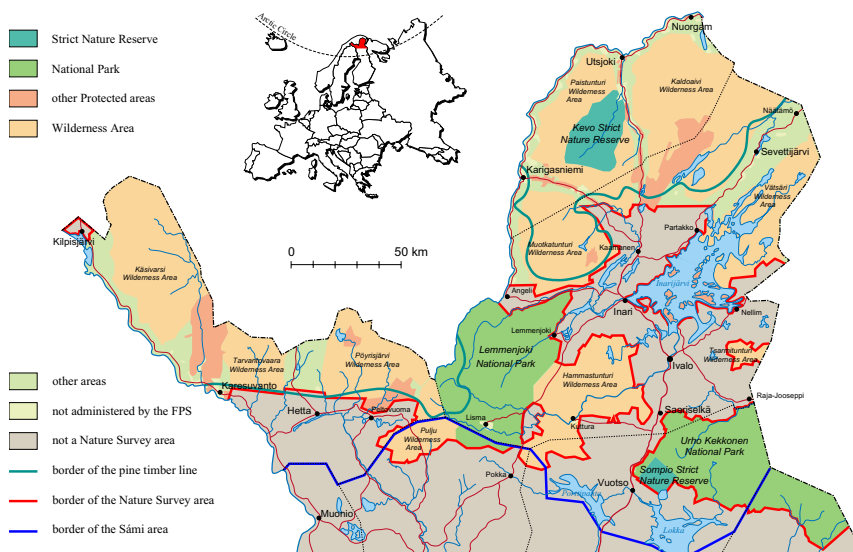 Arctic Circle
Strict Nature Reserve
National Park
other Protected areas
Wilderness Area
Nuorgam
Utsjoki
Paistunturi
Wilderness
Area
Kaldoaivi
Wilderness Area
Kevo Strict
Nature Reserve
Näätämö
Sevettijärvi
Karigasniemi
Vätsäri
Wilderness
Area
Kilpisjärvi
0
50 km
Muotkatunturi
Wilderness Area
Kaamanen
Partakko
Käsivarsi
Wilderness Area
Angeli
Inarijärvi
Inari
Nellim
Lemmenjoki
Lemmenjoki
National Park
Tsarmitunturi
Wilderness Area
Tarvantovaara
Wilderness Area
Pöyrisjärvi
Wilderness Area
Ivalo
Hammastunturi
Wilderness Area
other areas
not administered by the FPS
not a Nature Survey area
border of the pine timber line
border of the Nature Survey area
border of the Sámi area
Karesuvanto
Hetta
Peltovuoma
Lisma
Kuttura
Saariselkä
Raja-Jooseppi
Pulju
Wilderness
Area
Urho Kekkonen
National Park
Pokka
Sompio Strict
Nature Reserve
Vuotso
Porttipahta
Muonio
Lokka